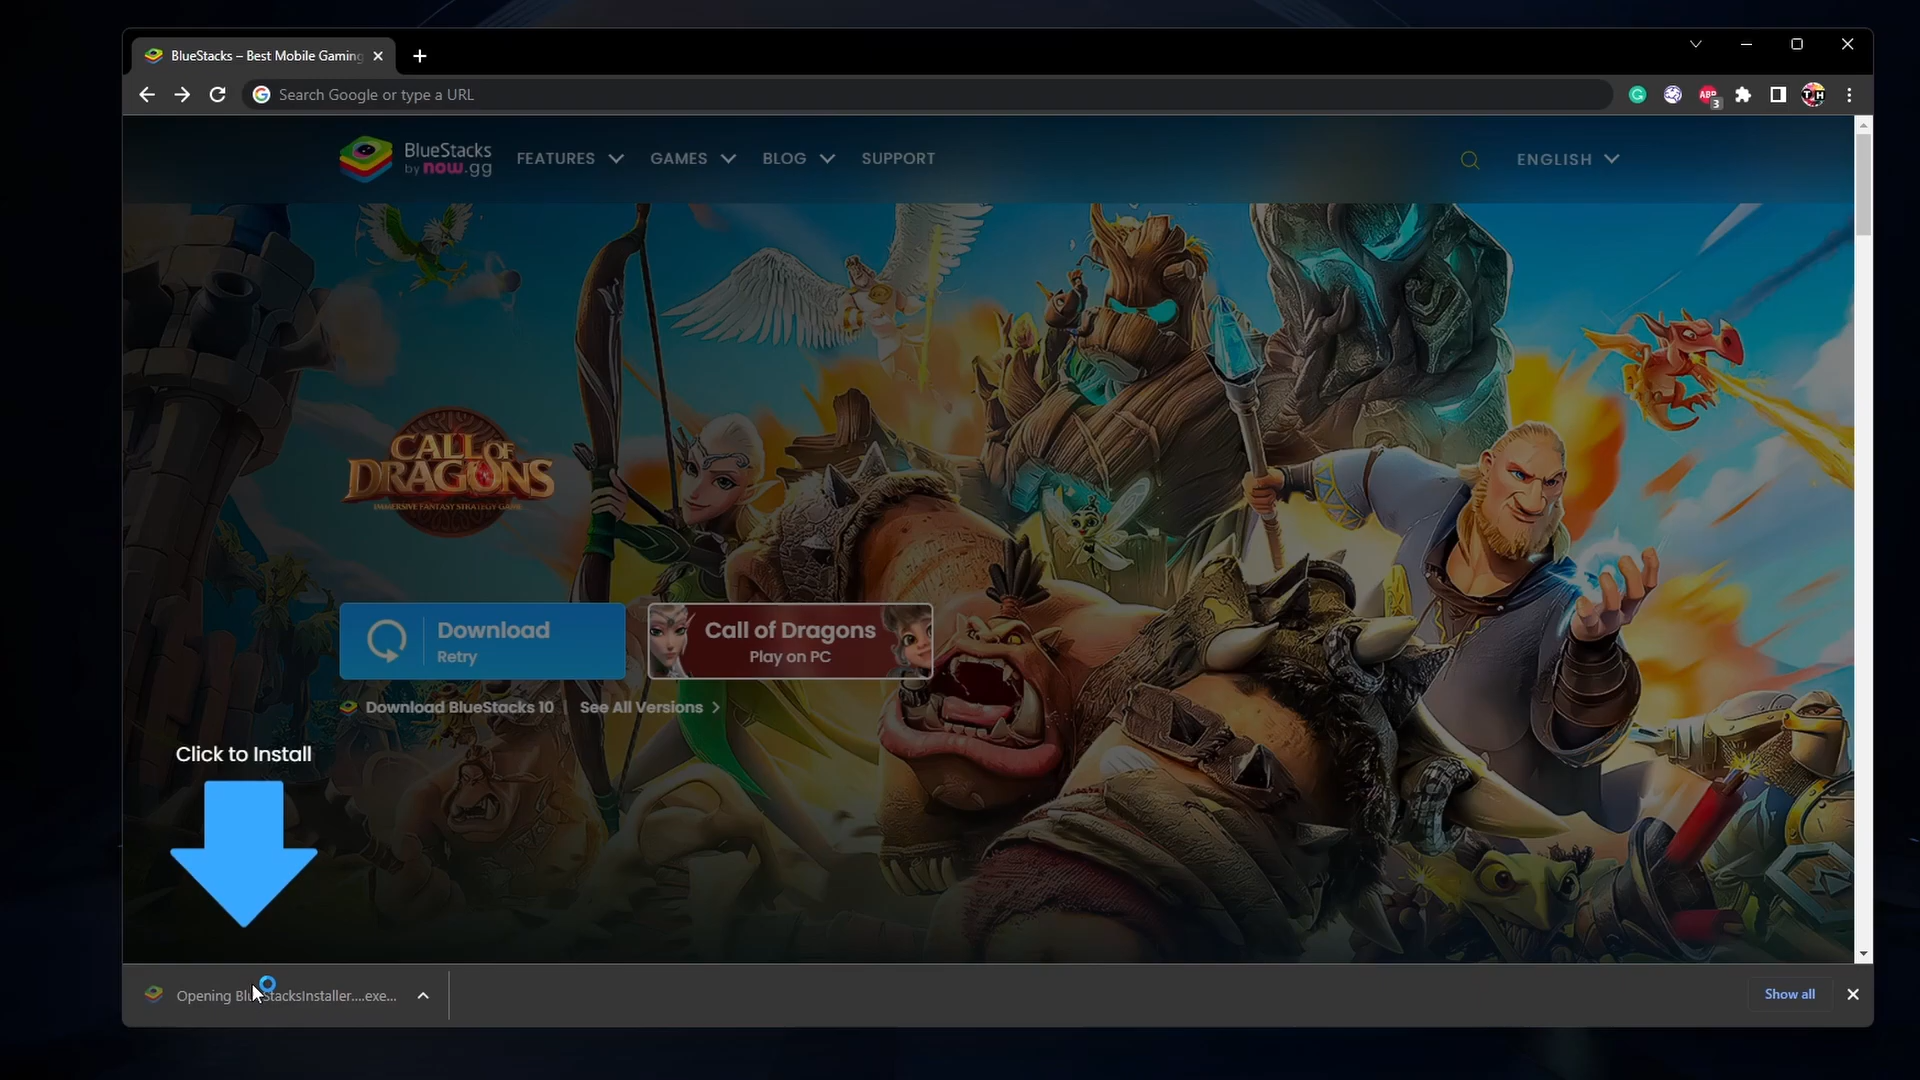 BlueStacks – Best Mobile Gaming
Search Google or type a URL
ABP
3
T H
BlueStacks
by now.gg
FEATURES
GAMES
BLOG
SUPPORT
ENGLISH
CALL OF
DRAGONS
IMMERSIVE FANTASY STRATEGY GAME
Download
Retry
Call of Dragons
Play on PC
Download BlueStacks 10
See All Versions
Click to Install
Opening BlueStacksInstaller....exe...
Show all